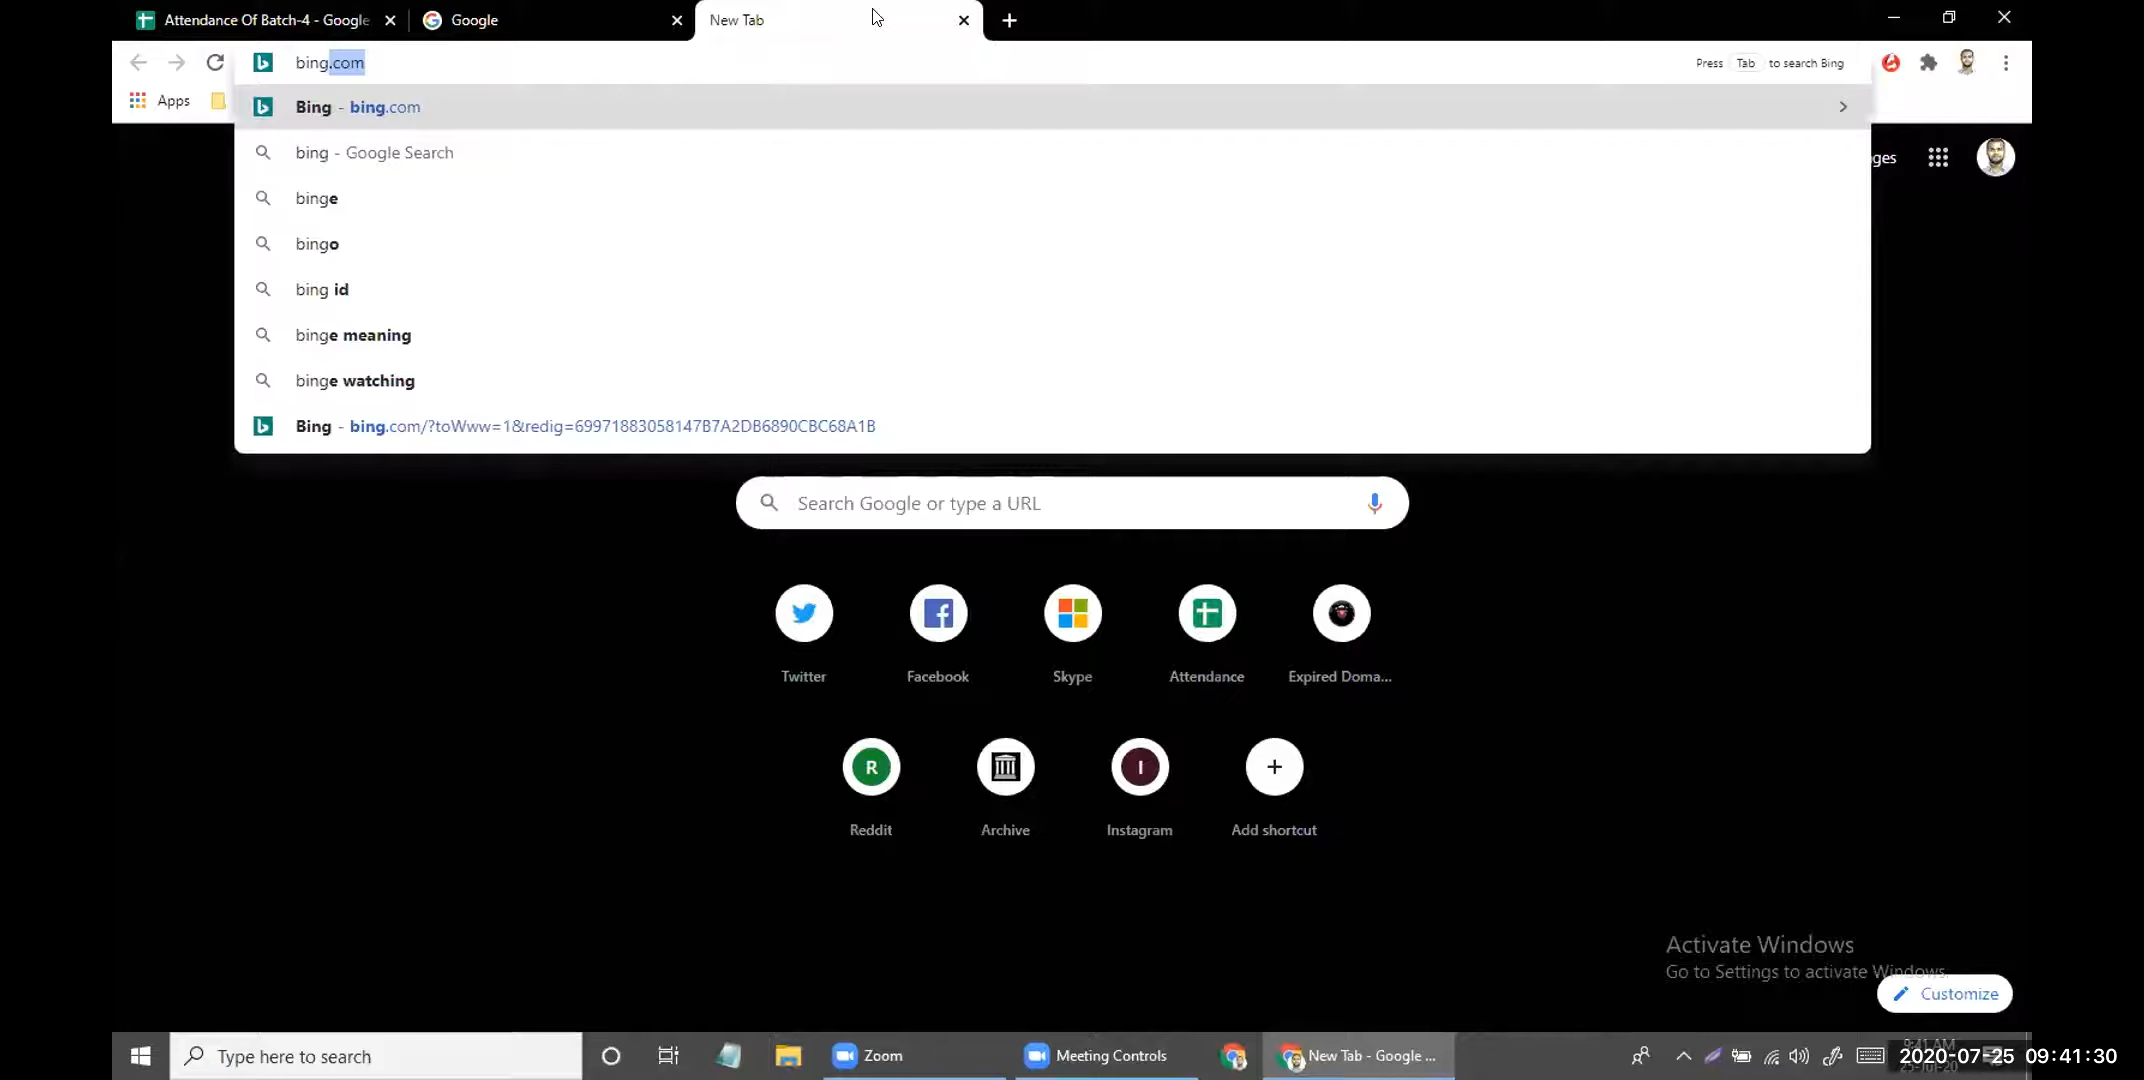 Attendance Of Batch-4 - Google
Google
New Tab
bing.com
Press Tab to search Bing
Apps
Bing - bing.com
bing - Google Search
binge
bingo
bing id
binge meaning
binge watching
Bing - bing.com/?toWww=1&redig=69971883058147B7A2DB6890CBC68A1B
ges
Search Google or type a URL
Twitter
Facebook
Skype
Attendance
Expired Doma...
R
I
Reddit
Archive
Instagram
Add shortcut
Activate Windows
Go to Settings to activate Windows.
Customize
Type here to search
Zoom
Meeting Controls
New Tab - Google ...
9:41 AM
2020-07-25 09:41:30